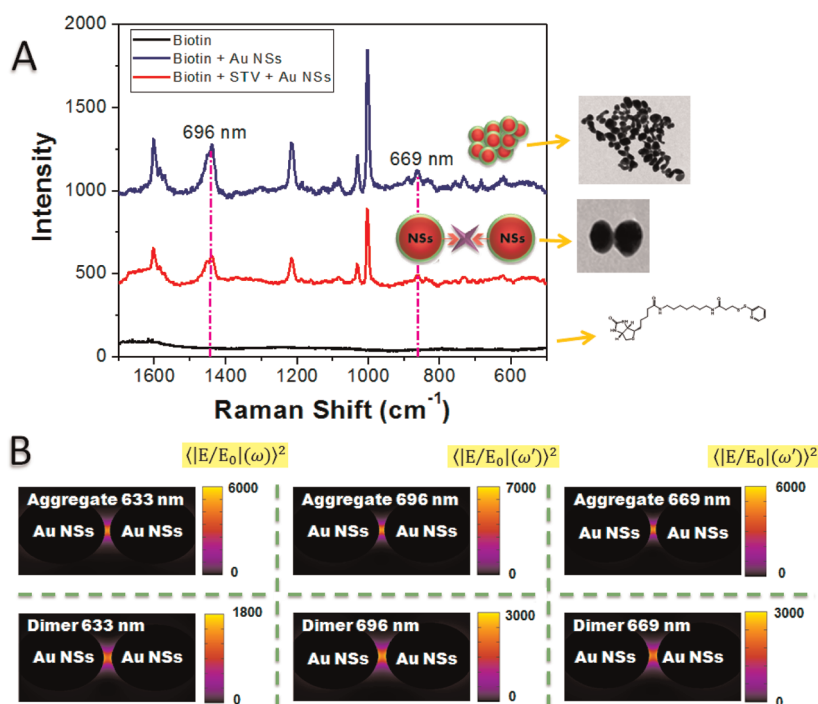 A
Biotin
Biotin + Au NSs
Biotin + STV + Au NSs
696 nm
669 nm
NSs
NSs
Intensity
2000
1500
1000
500
0
1600
1400
1200
1000
800
600
Raman Shift (cm⁻¹)
B
⟨|E/E₀|(ω)⟩²
⟨|E/E₀|(ω′)⟩²
⟨|E/E₀|(ω′)⟩²
Aggregate 633 nm
Au NSs
Au NSs
6000
0
Aggregate 696 nm
Au NSs
Au NSs
7000
0
Aggregate 669 nm
Au NSs
Au NSs
6000
0
Dimer 633 nm
Au NSs
Au NSs
1800
0
Dimer 696 nm
Au NSs
Au NSs
3000
0
Dimer 669 nm
Au NSs
Au NSs
3000
0